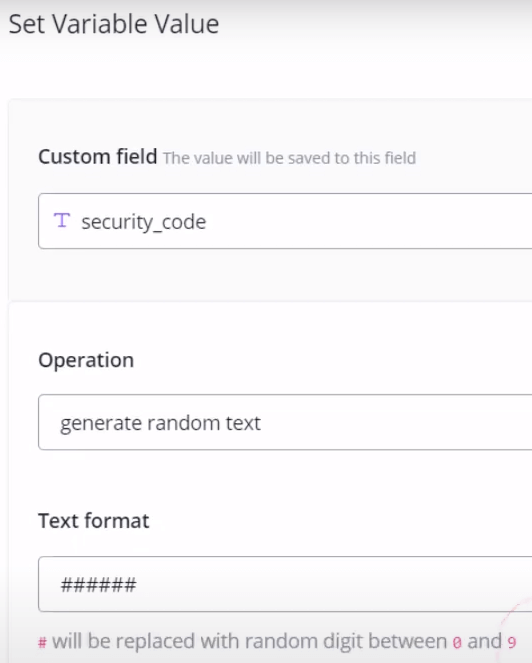 Set Variable Value
Custom field The value will be saved to this field
T security_code
Operation
generate random text
Text format
######
# will be replaced with random digit between 0 and 9